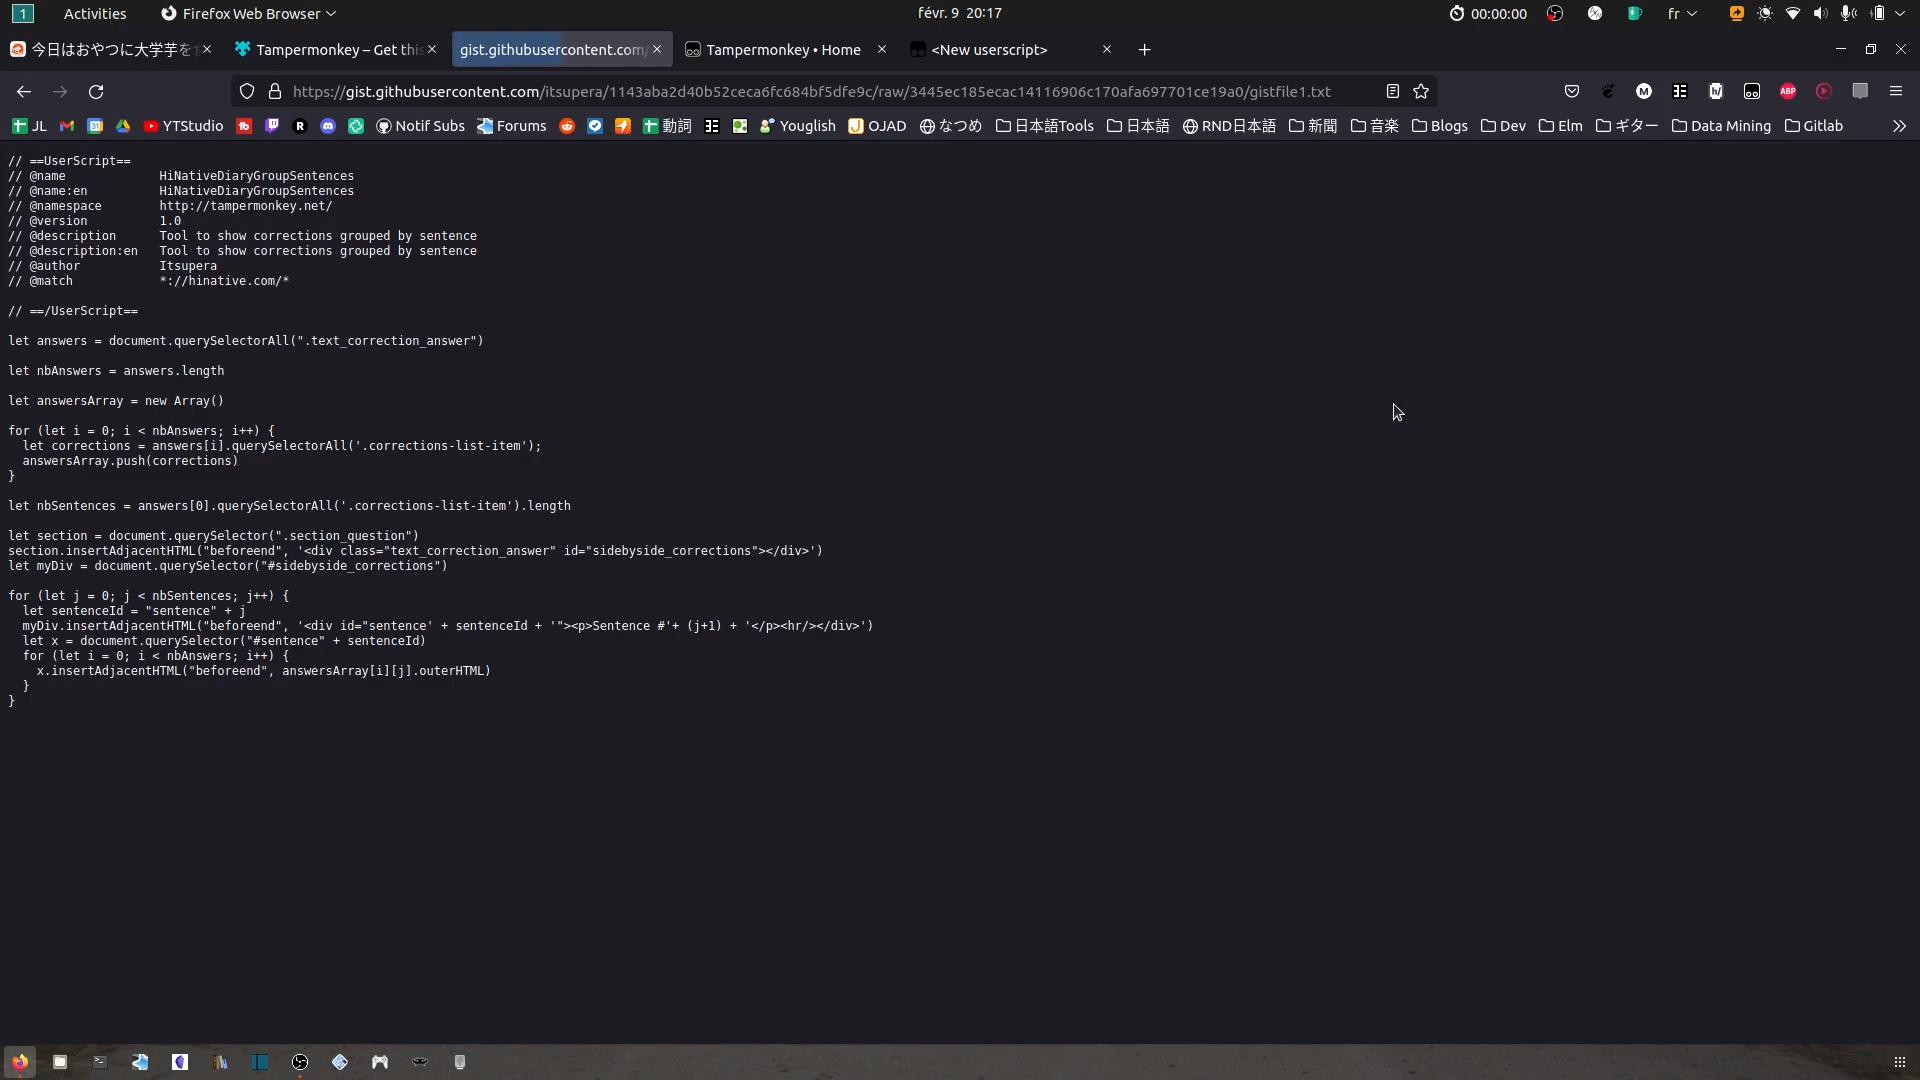 1 Activities Firefox Web Browser févr. 9 20:17 00:00:00 fr
今日はおやつに大学芋を Tampermonkey – Get this gist.githubusercontent.com/ Tampermonkey • Home <New userscript>
https://gist.githubusercontent.com/itsupera/1143aba2d40b52ceca6fc684bf5dfe9c/raw/3445ec185ecac14116906c170afa697701ce19a0/gistfile1.txt ABP
JL YTStudio Notif Subs Forums 動詞 Youglish OJAD なつめ 日本語Tools 日本語 RND日本語 新聞 音楽 Blogs Dev Elm ギター Data Mining Gitlab
// ==UserScript==
// @name HiNativeDiaryGroupSentences
// @name:en HiNativeDiaryGroupSentences
// @namespace http://tampermonkey.net/
// @version 1.0
// @description Tool to show corrections grouped by sentence
// @description:en Tool to show corrections grouped by sentence
// @author Itsupera
// @match *://hinative.com/*
// ==/UserScript==
let answers = document.querySelectorAll(".text_correction_answer")
let nbAnswers = answers.length
let answersArray = new Array()
for (let i = 0; i < nbAnswers; i++) {
let corrections = answers[i].querySelectorAll('.corrections-list-item');
answersArray.push(corrections)
}
let nbSentences = answers[0].querySelectorAll('.corrections-list-item').length
let section = document.querySelector(".section_question")
section.insertAdjacentHTML("beforeend", '<div class="text_correction_answer" id="sidebyside_corrections"></div>')
let myDiv = document.querySelector("#sidebyside_corrections")
for (let j = 0; j < nbSentences; j++) {
let sentenceId = "sentence" + j
myDiv.insertAdjacentHTML("beforeend", '<div id="sentence' + sentenceId + '"><p>Sentence #'+ (j+1) + '</p><hr/></div>')
let x = document.querySelector("#sentence" + sentenceId)
for (let i = 0; i < nbAnswers; i++) {
x.insertAdjacentHTML("beforeend", answersArray[i][j].outerHTML)
}
}